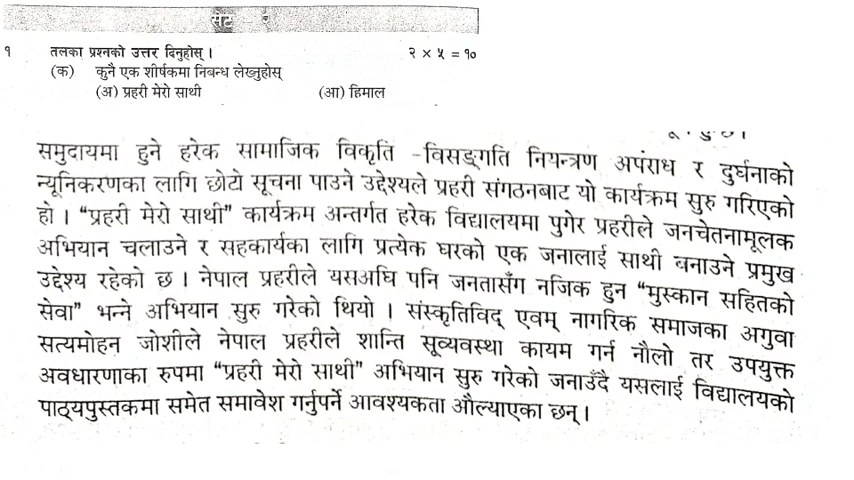 सेट - २
१ तलका प्रश्नको उत्तर दिनुहोस् । २ × ५ = १०
(क) कुनै एक शीर्षकमा निबन्ध लेख्नुहोस्
(अ) प्रहरी मेरो साथी (आ) हिमाल
समुदायमा हुने हरेक सामाजिक विकृति -विसङ्गति नियन्त्रण अपराध र दुर्घनाको
न्यूनिकरणका लागि छोटो सूचना पाउने उद्देश्यले प्रहरी संगठनबाट यो कार्यक्रम सुरु गरिएको
हो । “प्रहरी मेरो साथी” कार्यक्रम अन्तर्गत हरेक विद्यालयमा पुगेर प्रहरीले जनचेतनामूलक
अभियान चलाउने र सहकार्यका लागि प्रत्येक घरको एक जनालाई साथी बनाउने प्रमुख
उद्देश्य रहेको छ । नेपाल प्रहरीले यसअघि पनि जनतासँग नजिक हुन “मुस्कान सहितको
सेवा” भन्ने अभियान सुरु गरेको थियो । संस्कृतिविद् एवम् नागरिक समाजका अगुवा
सत्यमोहन जोशीले नेपाल प्रहरीले शान्ति सूव्यवस्था कायम गर्न नौलो तर उपयुक्त
अवधारणाका रुपमा “प्रहरी मेरो साथी” अभियान सुरु गरेको जनाउँदै यसलाई विद्यालयको
पाठ्यपुस्तकमा समेत समावेश गर्नुपर्ने आवश्यकता औल्याएका छन् ।